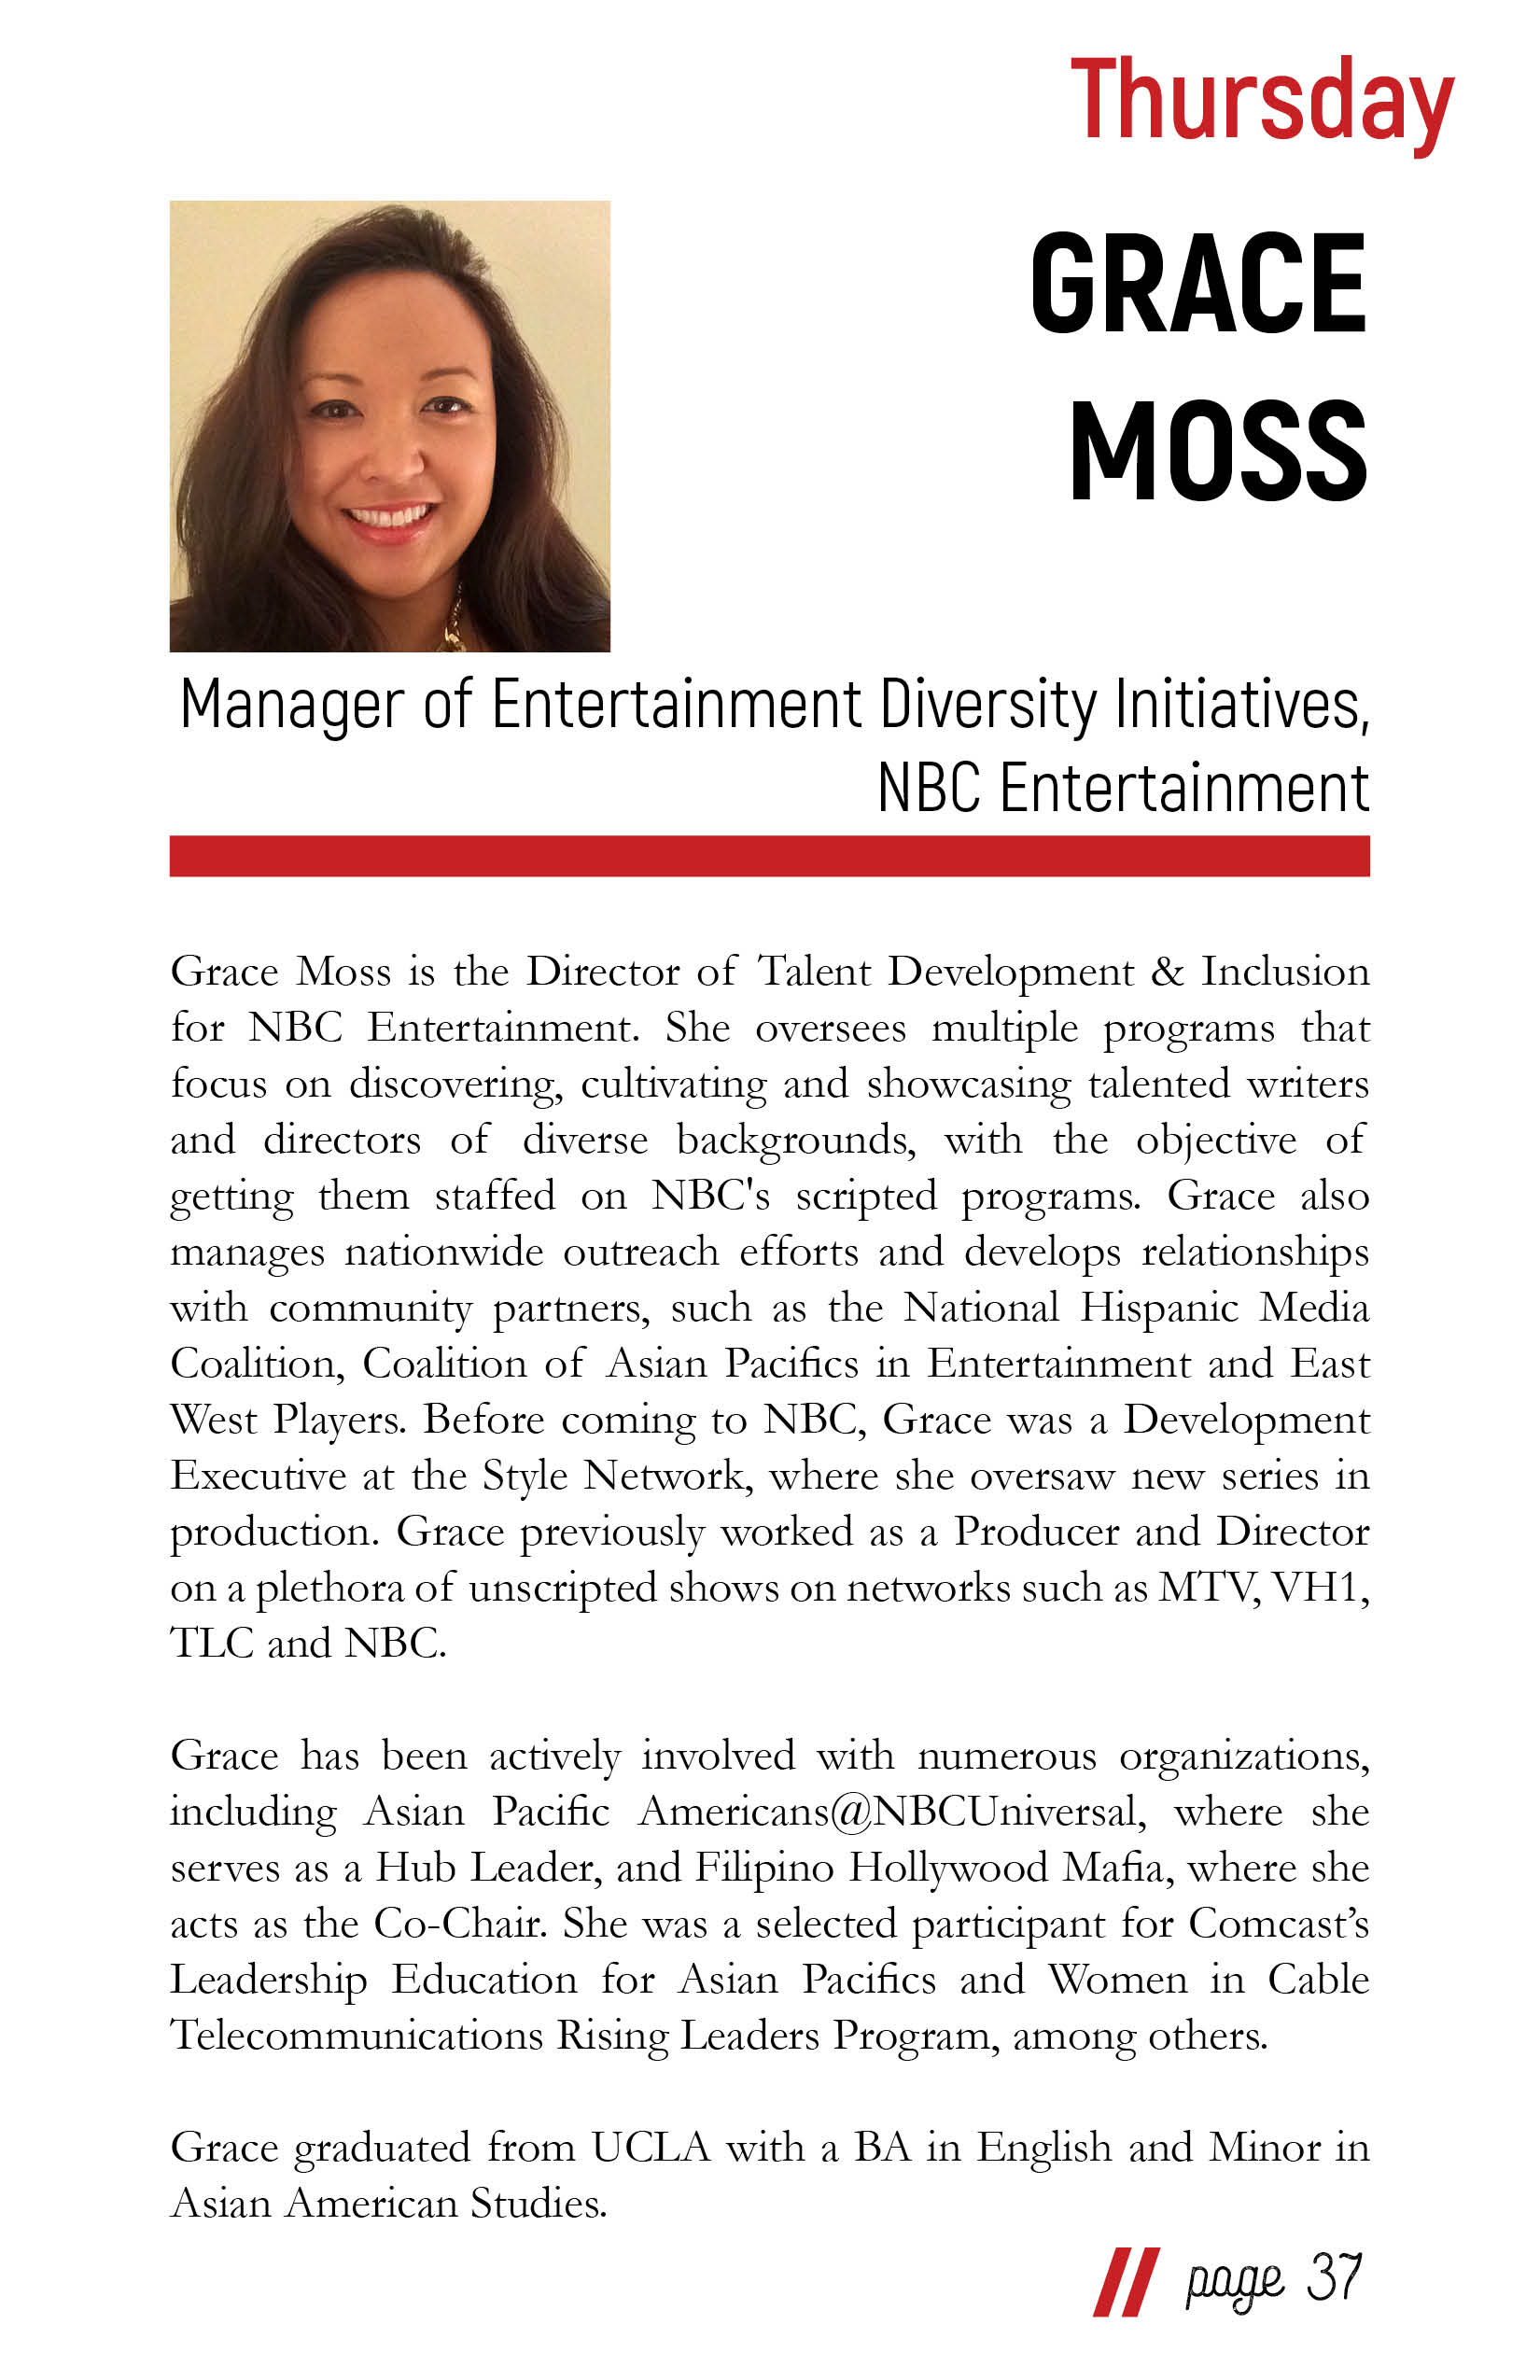 Thursday
GRACE
MOSS
Manager of Entertainment Diversity Initiatives,
NBC Entertainment
Grace Moss is the Director of Talent Development & Inclusion
for NBC Entertainment. She oversees multiple programs that
focus on discovering, cultivating and showcasing talented writers
and directors of diverse backgrounds, with the objective of
getting them staffed on NBC's scripted programs. Grace also
manages nationwide outreach efforts and develops relationships
with community partners, such as the National Hispanic Media
Coalition, Coalition of Asian Pacifics in Entertainment and East
West Players. Before coming to NBC, Grace was a Development
Executive at the Style Network, where she oversaw new series in
production. Grace previously worked as a Producer and Director
on a plethora of unscripted shows on networks such as MTV, VH1,
TLC and NBC.
Grace has been actively involved with numerous organizations,
including Asian Pacific Americans@NBCUniversal, where she
serves as a Hub Leader, and Filipino Hollywood Mafia, where she
acts as the Co-Chair. She was a selected participant for Comcast’s
Leadership Education for Asian Pacifics and Women in Cable
Telecommunications Rising Leaders Program, among others.
Grace graduated from UCLA with a BA in English and Minor in
Asian American Studies.
// page 37